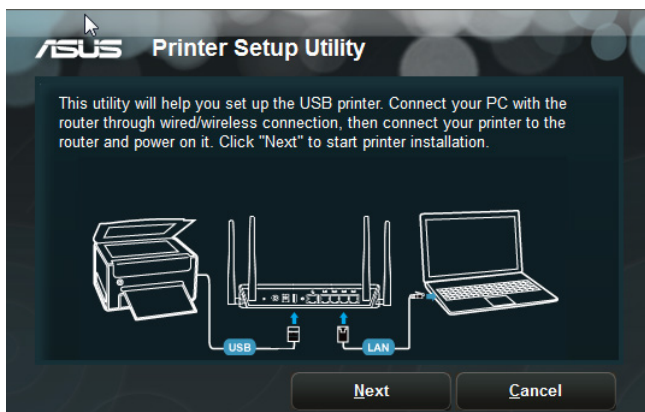 ASUS Printer Setup Utility
This utility will help you set up the USB printer. Connect your PC with the
router through wired/wireless connection, then connect your printer to the
router and power on it. Click "Next" to start printer installation.
USB
LAN
Next
Cancel